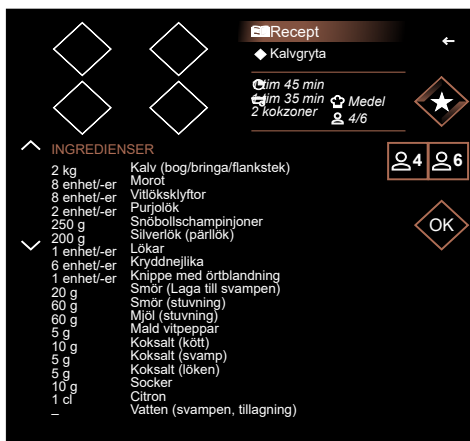 Recept
Kalvgryta
tim 45 min
tim 35 min
Medel
2 kokzoner
4/6
INGREDIENSER
4 6
2 kg Kalv (bog/bringa/flankstek)
8 enhet/-er Morot
8 enhet/-er Vitlöksklyftor
2 enhet/-er Purjolök
250 g Snöbollschampinjoner
200 g Silverlök (pärllök)
1 enhet/-er Lökar
6 enhet/-er Kryddnejlika
1 enhet/-er Knippe med örtblandning
20 g Smör (Laga till svampen)
60 g Smör (stuvning)
60 g Mjöl (stuvning)
5 g Mald vitpeppar
10 g Koksalt (kött)
5 g Koksalt (svamp)
5 g Koksalt (löken)
10 g Socker
1 cl Citron
– Vatten (svampen, tillagning)
OK